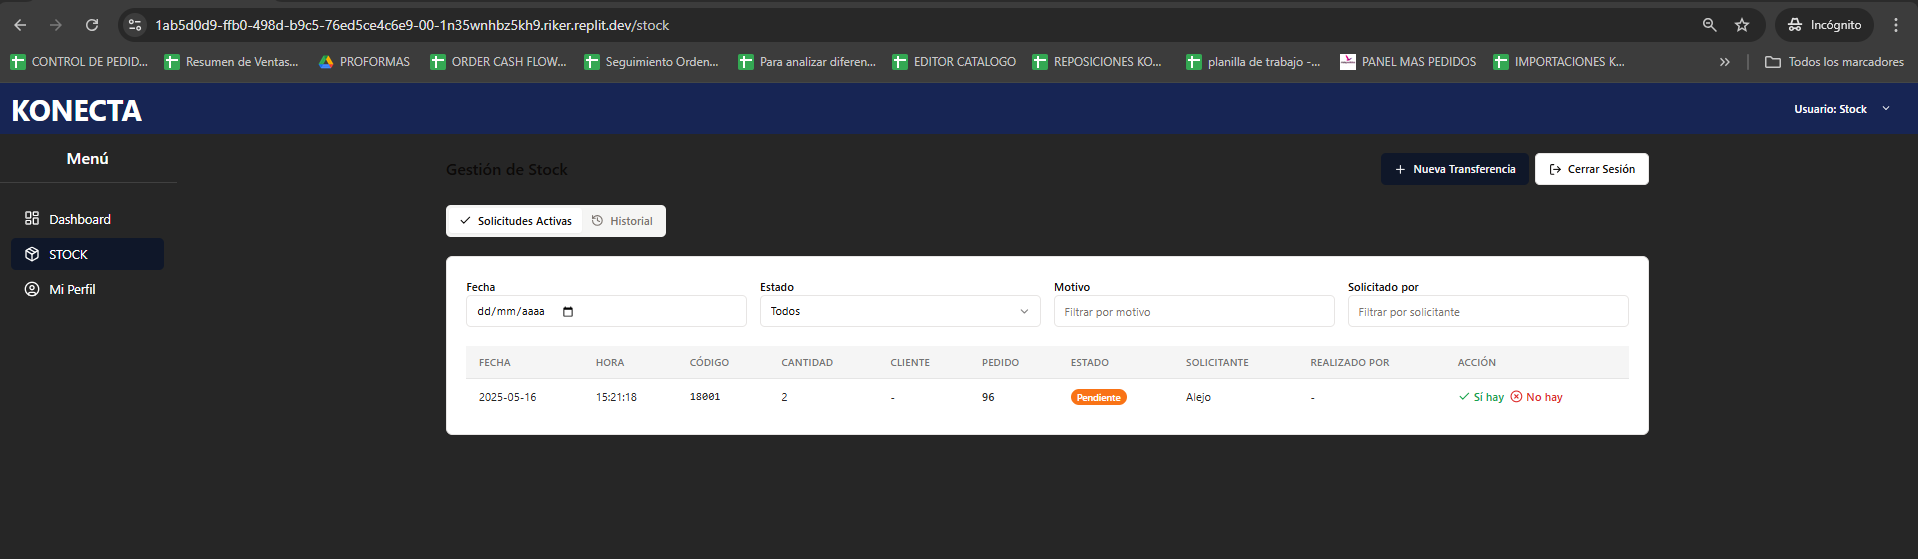 1ab5d0d9-ffb0-498d-b9c5-76ed5ce4c6e9-00-1n35wnhbz5kh9.riker.replit.dev/stock
Incógnito
CONTROL DE PEDID... Resumen de Ventas... PROFORMAS ORDER CASH FLOW... Seguimiento Orden... Para analizar diferen... EDITOR CATALOGO REPOSICIONES KO... planilla de trabajo -... PANEL MAS PEDIDOS IMPORTACIONES K... » Todos los marcadores
KONECTA
Usuario: Stock
Menú
Dashboard
STOCK
Mi Perfil
Gestión de Stock
+ Nueva Transferencia
Cerrar Sesión
Solicitudes Activas Historial
Fecha Estado Motivo Solicitado por
dd/mm/aaaa Todos Filtrar por motivo Filtrar por solicitante
FECHA HORA CÓDIGO CANTIDAD CLIENTE PEDIDO ESTADO SOLICITANTE REALIZADO POR ACCIÓN
2025-05-16 15:21:18 18001 2 - 96 Pendiente Alejo - Sí hay No hay